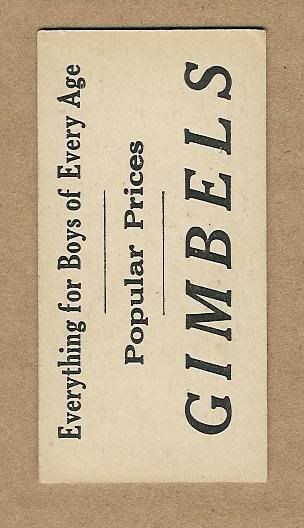 Everything for Boys of Every Age
Popular Prices
GIMBELS